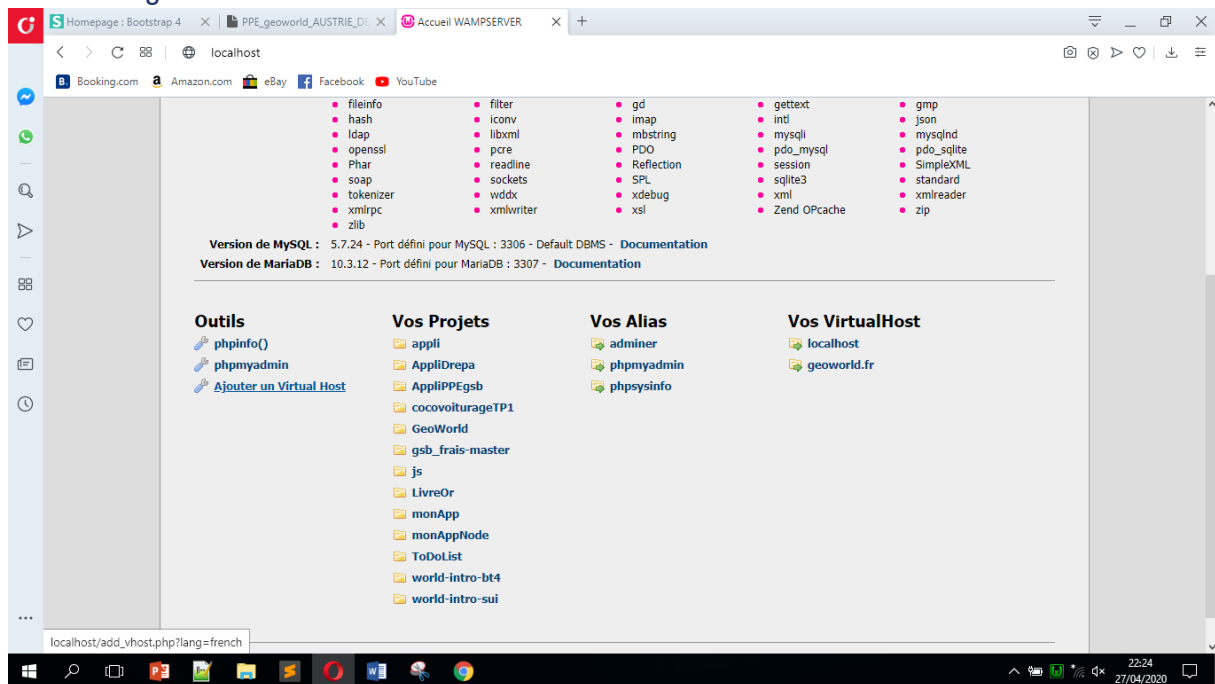 Homepage : Bootstrap 4 PPE_geoworld_AUSTRIE_DE Accueil WAMPSERVER
localhost
Booking.com Amazon.com eBay Facebook YouTube
fileinfo filter gd gettext gmp
hash iconv imap intl json
ldap libxml mbstring mysqli mysqlnd
openssl pcre PDO pdo_mysql pdo_sqlite
Phar readline Reflection session SimpleXML
soap sockets SPL sqlite3 standard
tokenizer wddx xdebug xml xmlreader
xmlrpc xmlwriter xsl Zend OPcache zip
zlib
Version de MySQL : 5.7.24 - Port défini pour MySQL : 3306 - Default DBMS - Documentation
Version de MariaDB : 10.3.12 - Port défini pour MariaDB : 3307 - Documentation
Outils Vos Projets Vos Alias Vos VirtualHost
phpinfo() appli adminer localhost
phpmyadmin AppliDrepa phpmyadmin geoworld.fr
Ajouter un Virtual Host AppliPPEgsb phpsysinfo
cocovoiturageTP1
GeoWorld
gsb_frais-master
js
LivreOr
monApp
monAppNode
ToDoList
world-intro-bt4
world-intro-sui
localhost/add_vhost.php?lang=french
22:24
27/04/2020